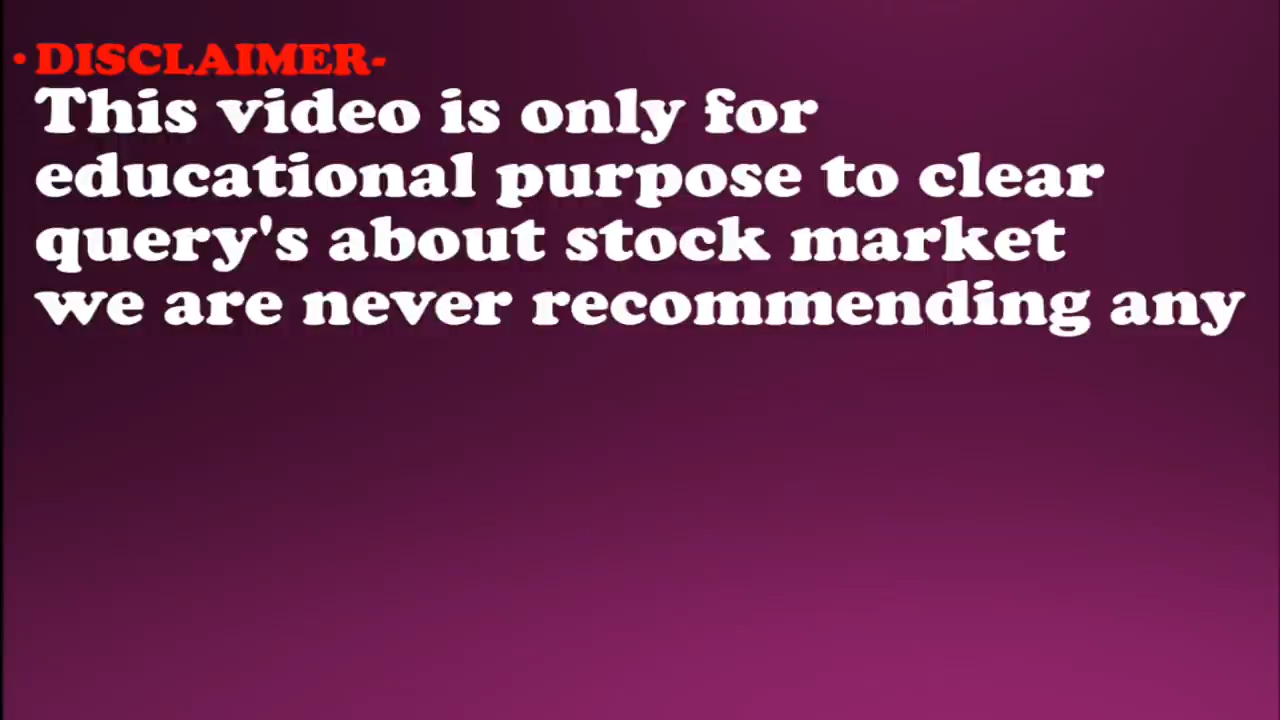 • DISCLAIMER-
This video is only for
educational purpose to clear
query's about stock market
we are never recommending any